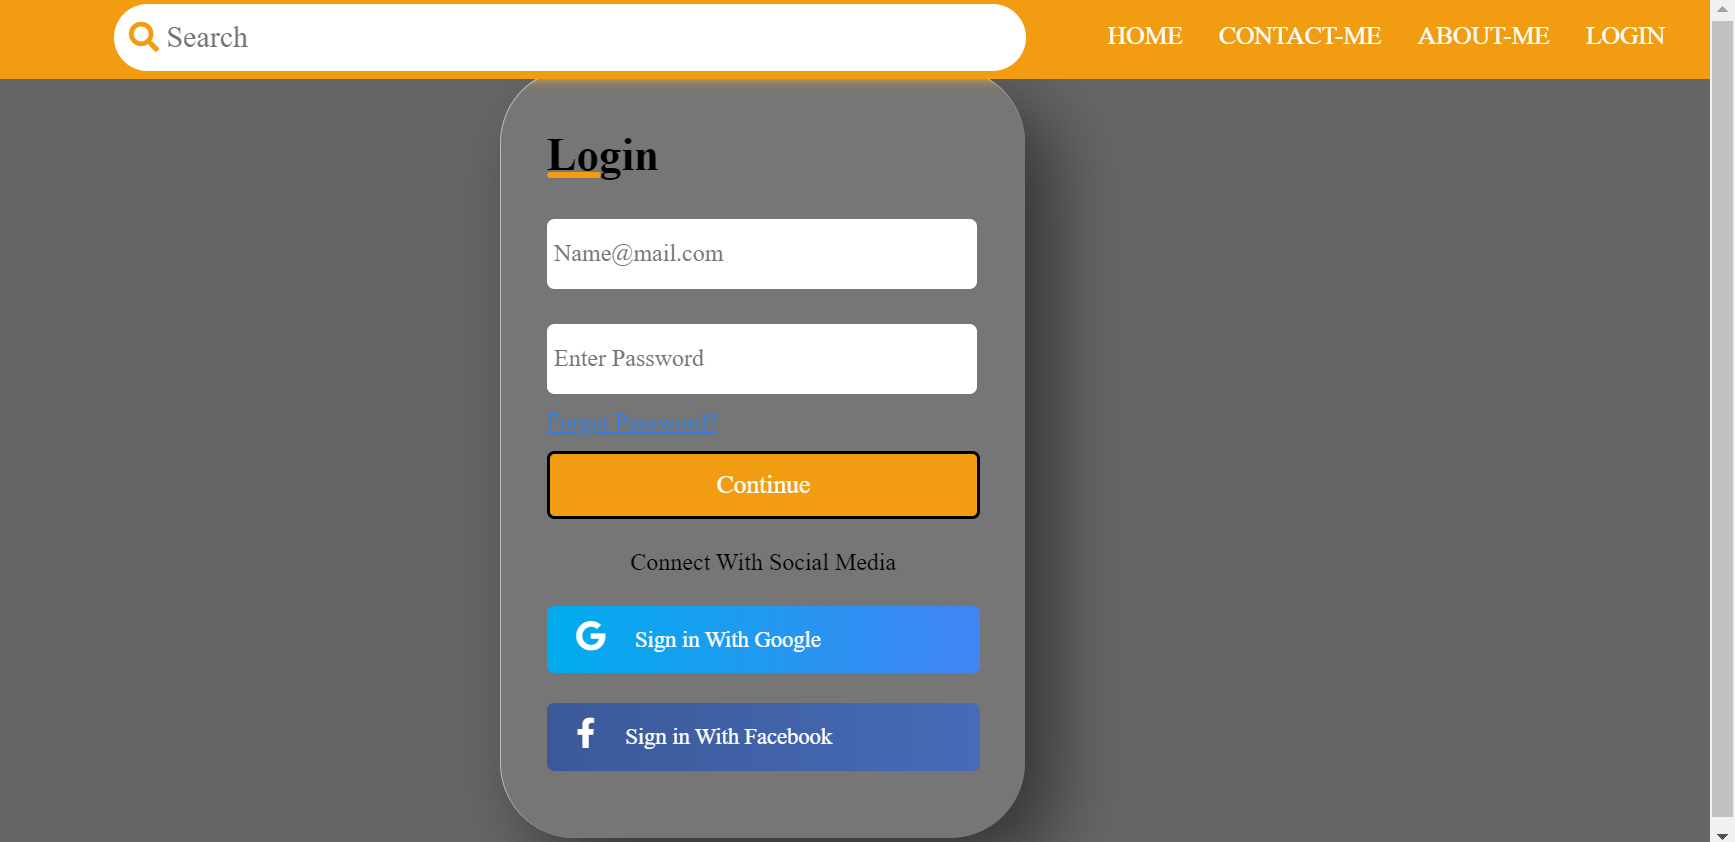 Search
HOME CONTACT-ME ABOUT-ME LOGIN
Login
Name@mail.com
Enter Password
Forget Password?
Continue
Connect With Social Media
Sign in With Google
Sign in With Facebook